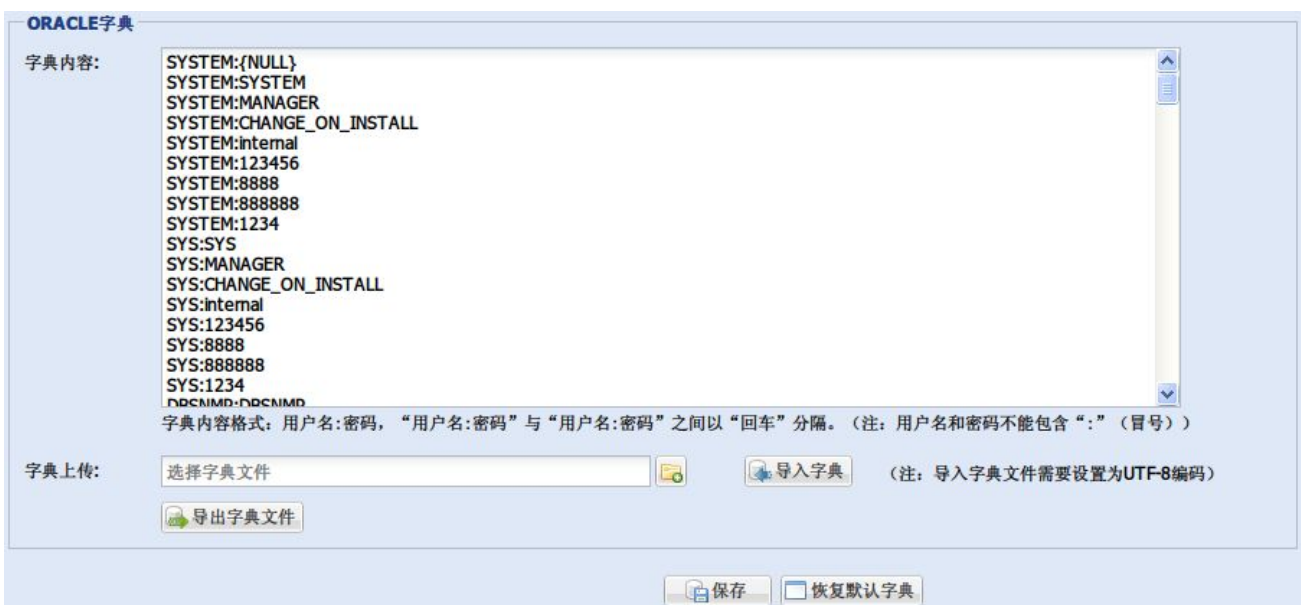 ORACLE字典
字典内容:
SYSTEM:{NULL}
SYSTEM:SYSTEM
SYSTEM:MANAGER
SYSTEM:CHANGE_ON_INSTALL
SYSTEM:internal
SYSTEM:123456
SYSTEM:8888
SYSTEM:888888
SYSTEM:1234
SYS:SYS
SYS:MANAGER
SYS:CHANGE_ON_INSTALL
SYS:internal
SYS:123456
SYS:8888
SYS:888888
SYS:1234
DBSNMP:DBSNMP
字典内容格式：用户名:密码，“用户名:密码”与“用户名:密码”之间以“回车”分隔。（注：用户名和密码不能包含“:”（冒号））
字典上传: 选择字典文件 导入字典 （注：导入字典文件需要设置为UTF-8编码）
导出字典文件
保存 恢复默认字典